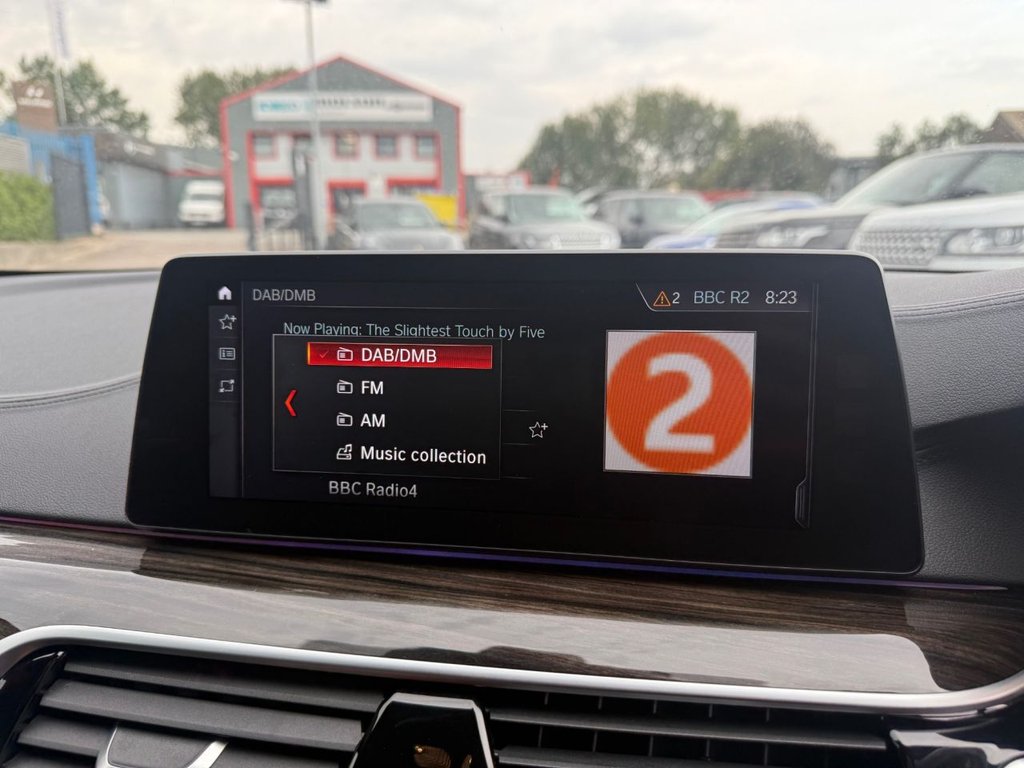 DAB/DMB
2 BBC R2 8:23
Now Playing: The Slightest Touch by Five
DAB/DMB
FM
AM
Music collection
BBC Radio4
2